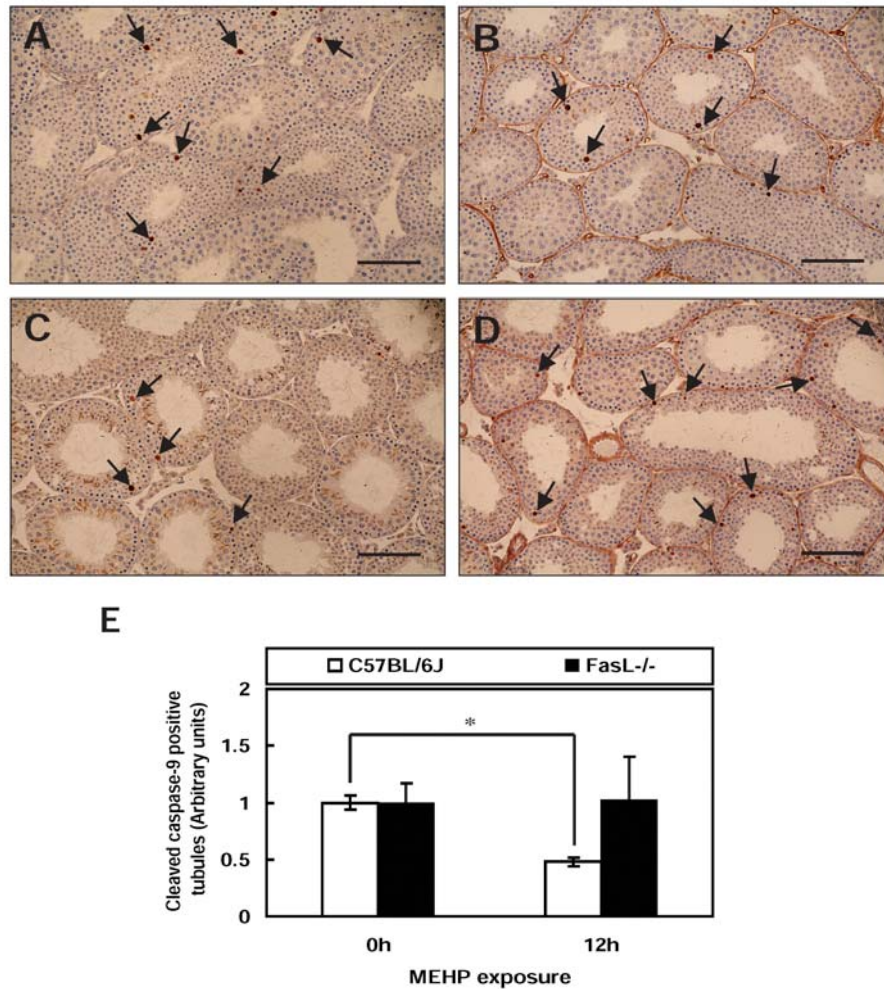 A
B
C
D
E
C57BL/6J FasL-/-
Cleaved caspase-9 positive
tubules (Arbitrary units)
2
1.5
1
0.5
0
*
0h 12h
MEHP exposure